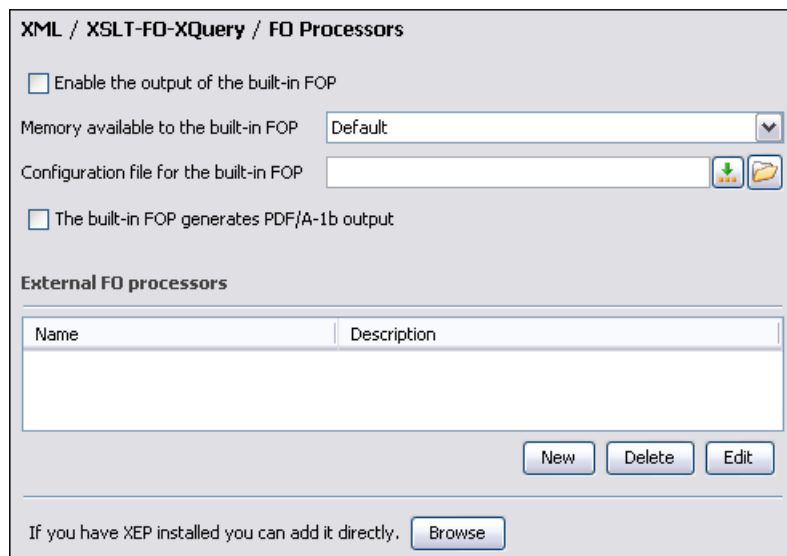 XML / XSLT-FO-XQuery / FO Processors
Enable the output of the built-in FOP
Memory available to the built-in FOP Default
Configuration file for the built-in FOP
The built-in FOP generates PDF/A-1b output
External FO processors
Name Description
New Delete Edit
If you have XEP installed you can add it directly. Browse